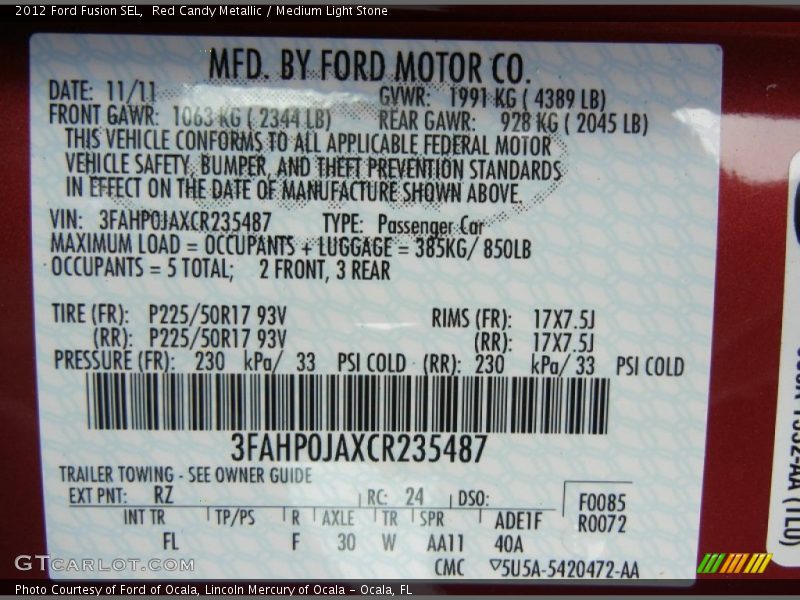 2012 Ford Fusion SEL, Red Candy Metallic / Medium Light Stone
MFD. BY FORD MOTOR CO.
DATE: 11/11 GVWR: 1991 KG ( 4389 LB)
FRONT GAWR: 1063 KG ( 2344 LB) REAR GAWR: 928 KG ( 2045 LB)
THIS VEHICLE CONFORMS TO ALL APPLICABLE FEDERAL MOTOR
VEHICLE SAFETY, BUMPER, AND THEFT PREVENTION STANDARDS
IN EFFECT ON THE DATE OF MANUFACTURE SHOWN ABOVE.
VIN: 3FAHP0JAXCR235487 TYPE: Passenger Car
MAXIMUM LOAD = OCCUPANTS + LUGGAGE = 385KG/ 850LB
OCCUPANTS = 5 TOTAL; 2 FRONT, 3 REAR
TIRE (FR): P225/50R17 93V RIMS (FR): 17X7.5J
(RR): P225/50R17 93V (RR): 17X7.5J
PRESSURE (FR): 230 kPa/ 33 PSI COLD (RR): 230 kPa/ 33 PSI COLD
3FAHP0JAXCR235487
TRAILER TOWING - SEE OWNER GUIDE
EXT PNT: RZ RC: 24 DSO: F0085
INT TR TP/PS R AXLE TR SPR ADE1F R0072
FL F 30 W AA11 40A
CMC ▽5U5A-5420472-AA
GTCarLot.com
Photo Courtesy of Ford of Ocala, Lincoln Mercury of Ocala - Ocala, FL